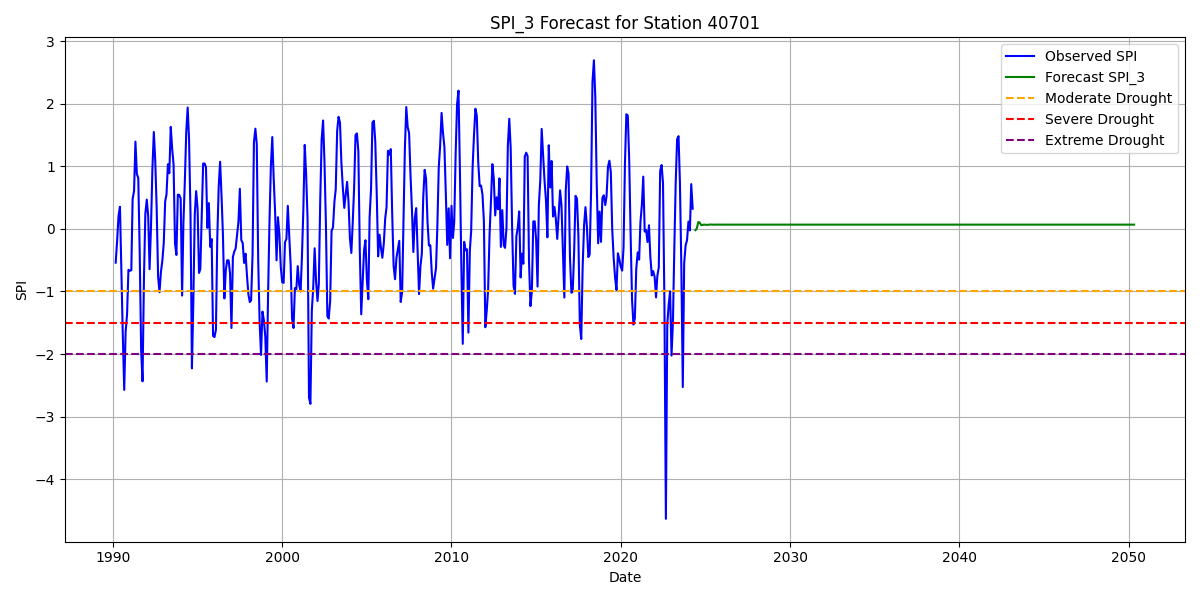 SPI_3 Forecast for Station 40701
3
2
1
0
−1
−2
−3
−4
SPI
Observed SPI
Forecast SPI_3
Moderate Drought
Severe Drought
Extreme Drought
1990 2000 2010 2020 2030 2040 2050
Date